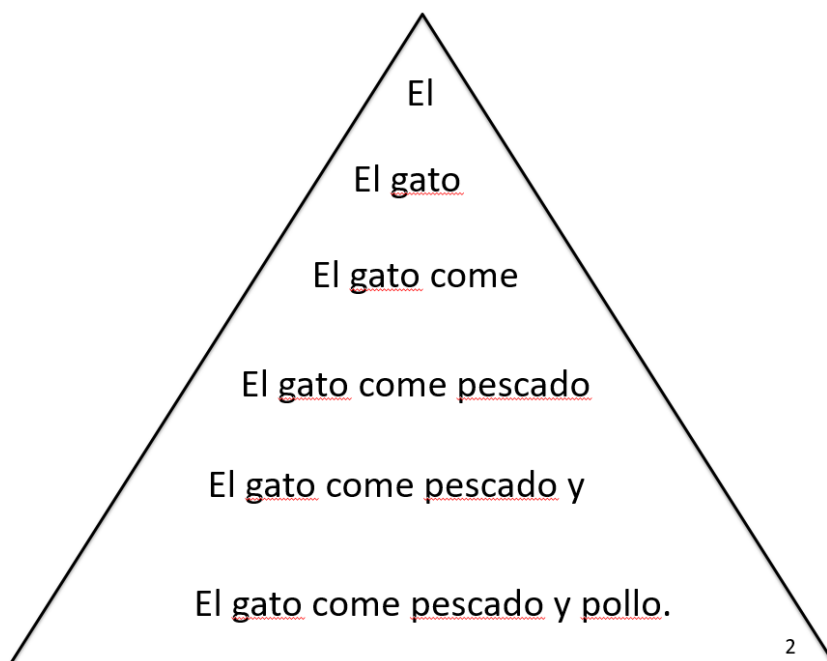 El
El gato
El gato come
El gato come pescado
El gato come pescado y
El gato come pescado y pollo.
2